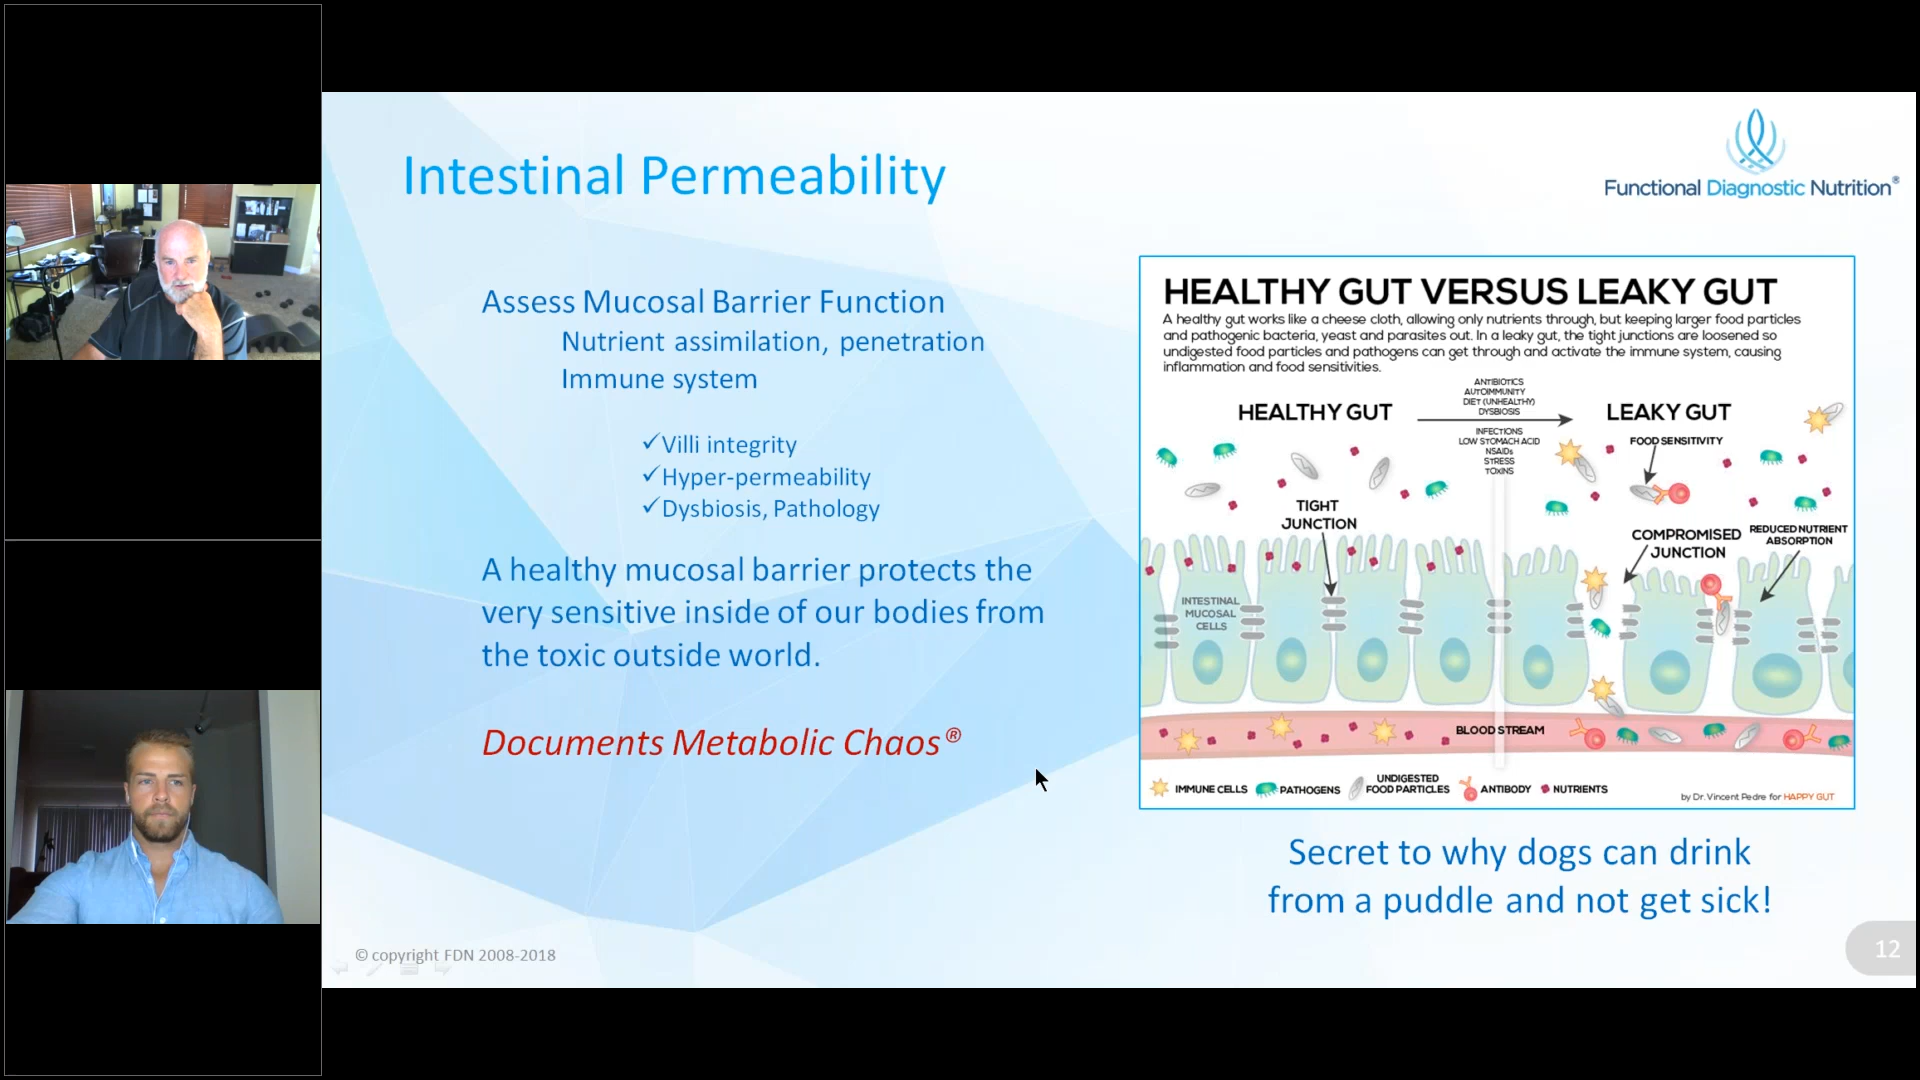 Intestinal Permeability
Functional Diagnostic Nutrition®
Assess Mucosal Barrier Function
Nutrient assimilation, penetration
Immune system
✓Villi integrity
✓Hyper-permeability
✓Dysbiosis, Pathology
A healthy mucosal barrier protects the
very sensitive inside of our bodies from
the toxic outside world.
Documents Metabolic Chaos®
HEALTHY GUT VERSUS LEAKY GUT
A healthy gut works like a cheese cloth, allowing only nutrients through, but keeping larger food particles
and pathogenic bacteria, yeast and parasites out. In a leaky gut, the tight junctions are loosened so
undigested food particles and pathogens can get through and activate the immune system, causing
inflammation and food sensitivities.
HEALTHY GUT
ANTIBIOTICS
AUTOIMMUNITY
DIET (UNHEALTHY)
DYSBIOSIS
INFECTIONS
LOW STOMACH ACID
NSAIDs
STRESS
TOXINS
LEAKY GUT
FOOD SENSITIVITY
TIGHT
JUNCTION
COMPROMISED
JUNCTION
REDUCED NUTRIENT
ABSORPTION
INTESTINAL
MUCOSAL
CELLS
BLOOD STREAM
IMMUNE CELLS
PATHOGENS
UNDIGESTED
FOOD PARTICLES
ANTIBODY
NUTRIENTS
by Dr. Vincent Pedre for HAPPY GUT
Secret to why dogs can drink
from a puddle and not get sick!
© copyright FDN 2008-2018
12